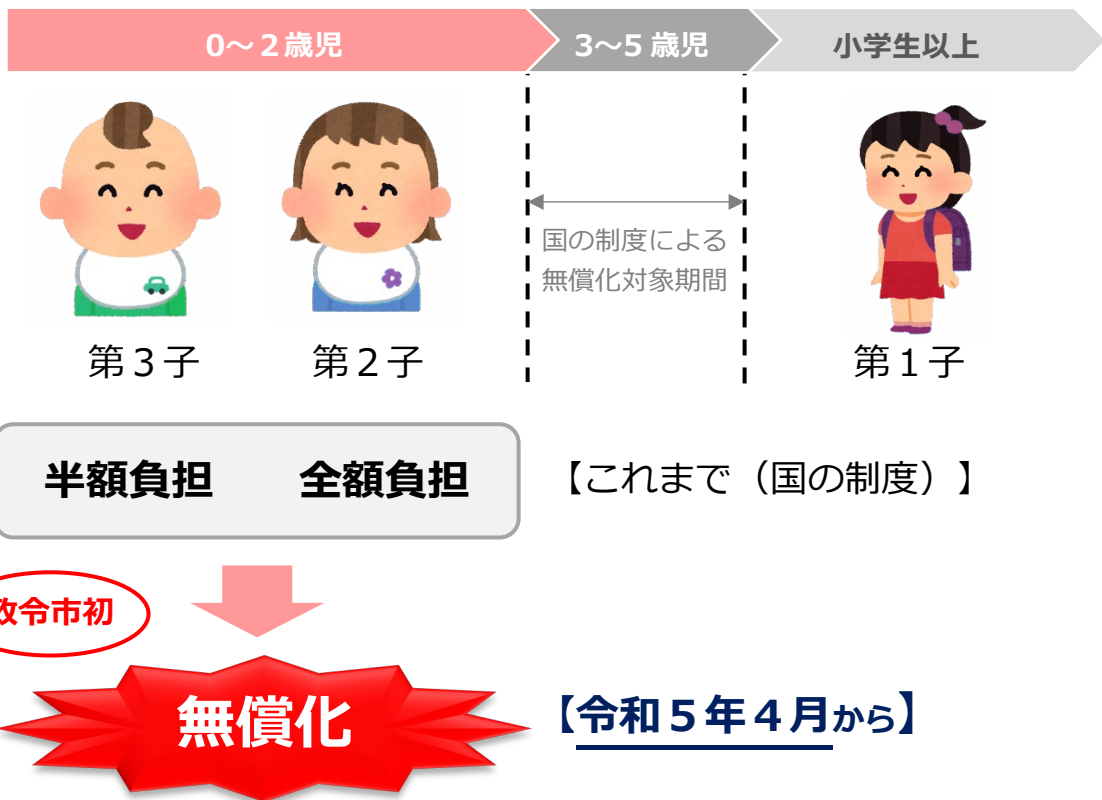 0～２歳児
3～5 歳児
小学生以上
国の制度による
無償化対象期間
第３子
第２子
第１子
半額負担
全額負担
【これまで（国の制度）】
政令市初
無償化
【令和５年４月から】